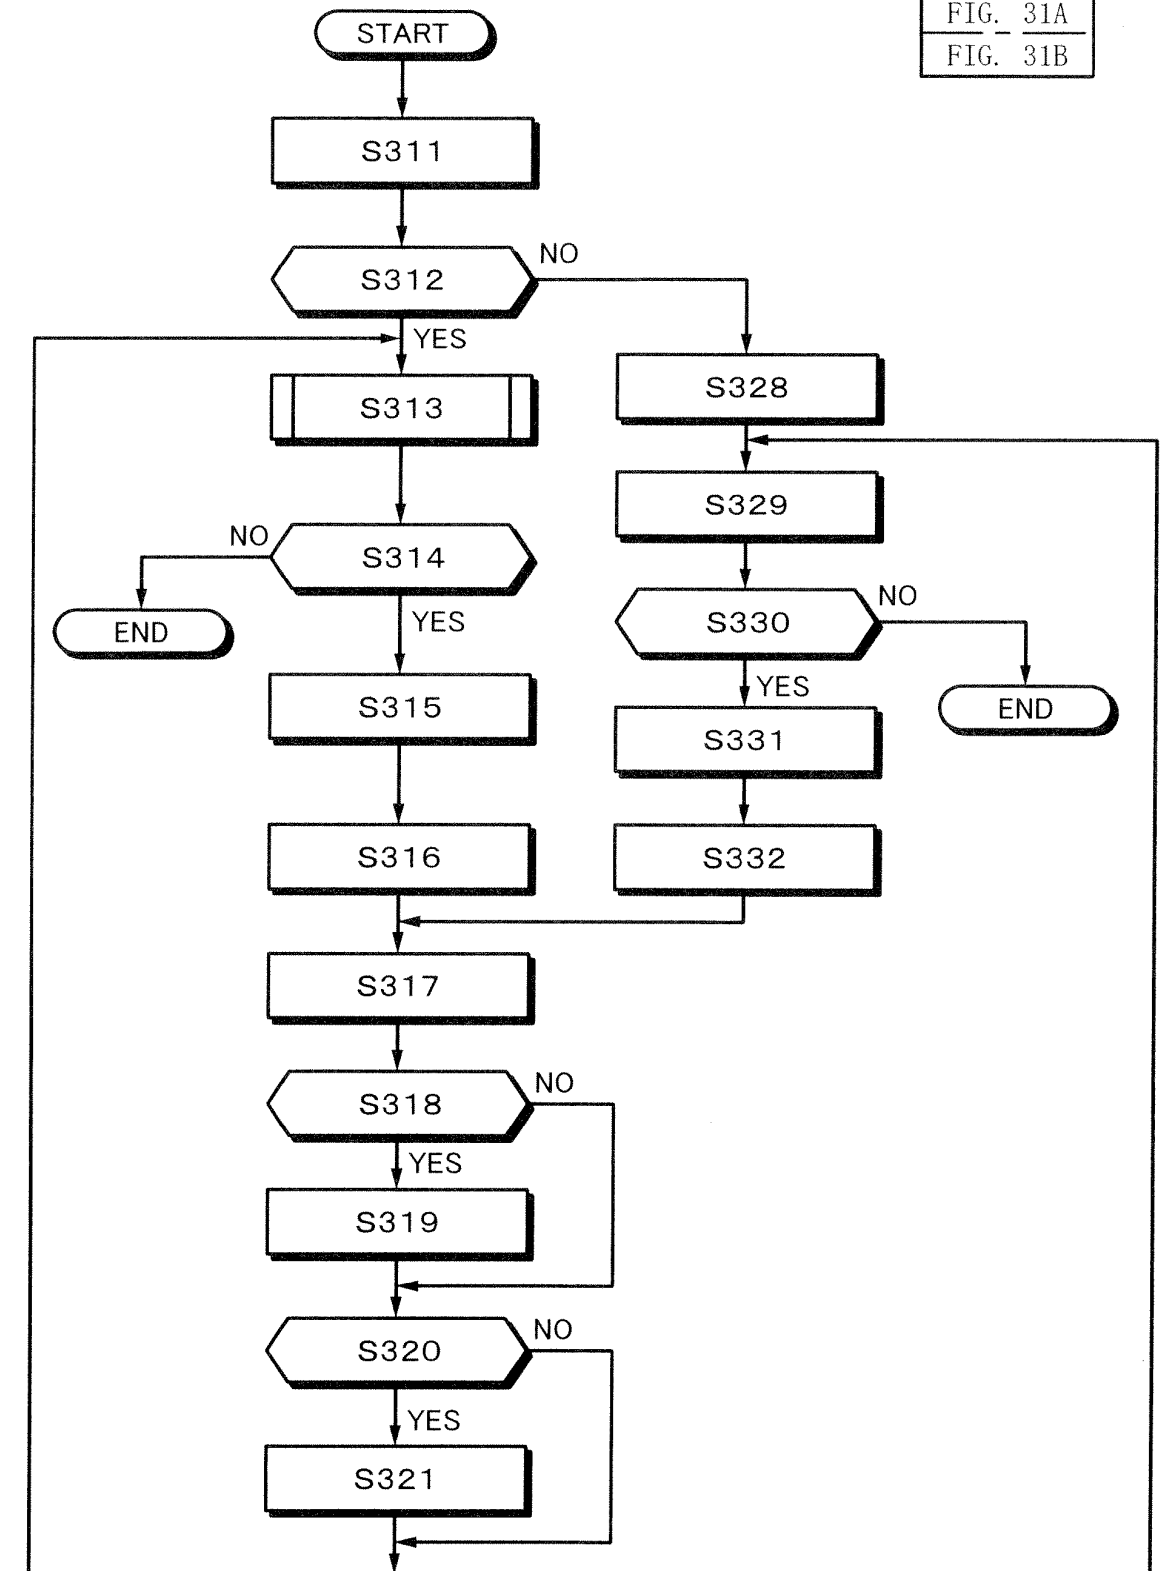 FIG. 31A
FIG. 31B
START
S311
S312
NO
YES
S313
S328
S329
NO
S314
YES
END
S330
NO
YES
END
S315
S331
S316
S332
S317
S318
NO
YES
S319
S320
NO
YES
S321